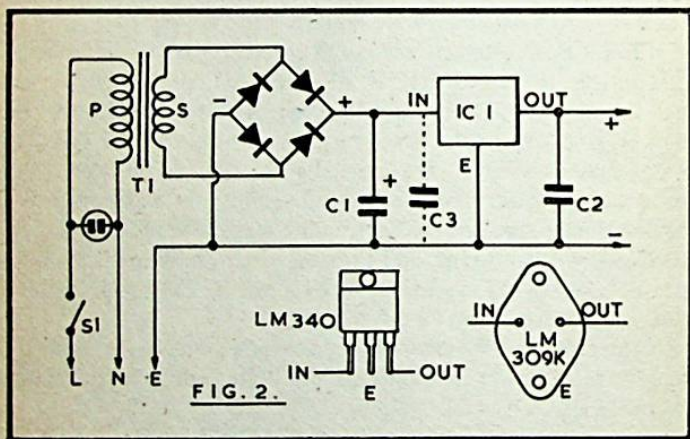 P
S
T1
-
+
IN
IC 1
OUT
+
E
+
C1
C3
C2
-
S1
L
N
E
LM 340
IN
E
OUT
IN
OUT
LM
309K
E
FIG. 2.